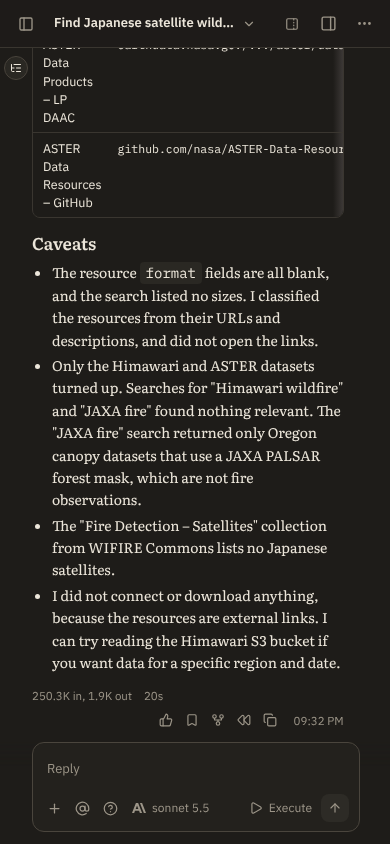 Find Japanese satellite wild...
Data
Products
– LP
DAAC
ASTER github.com/nasa/ASTER-Data-Resour
Data
Resources
– GitHub
Caveats
• The resource format fields are all blank,
and the search listed no sizes. I classified
the resources from their URLs and
descriptions, and did not open the links.
• Only the Himawari and ASTER datasets
turned up. Searches for "Himawari wildfire"
and "JAXA fire" found nothing relevant. The
"JAXA fire" search returned only Oregon
canopy datasets that use a JAXA PALSAR
forest mask, which are not fire
observations.
• The "Fire Detection – Satellites" collection
from WIFIRE Commons lists no Japanese
satellites.
• I did not connect or download anything,
because the resources are external links. I
can try reading the Himawari S3 bucket if
you want data for a specific region and date.
250.3K in, 1.9K out 20s
09:32 PM
Reply
sonnet 5.5 Execute